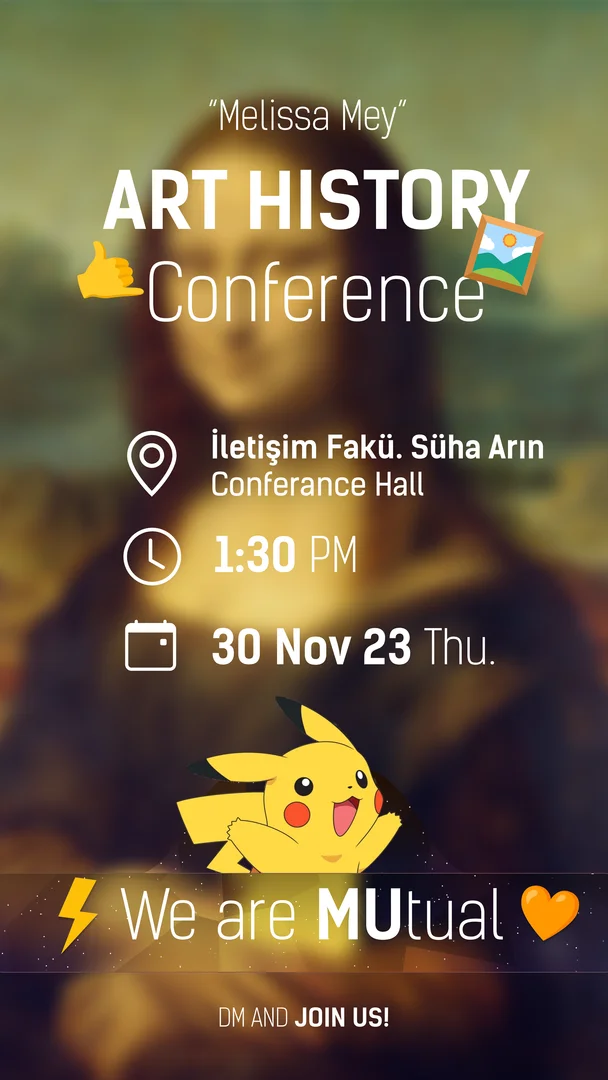 “Melissa Mey”
ART HISTORY
Conference
İletişim Fakü. Süha Arın
Conferance Hall
1:30 PM
30 Nov 23 Thu.
We are MUtual
DM AND JOIN US!